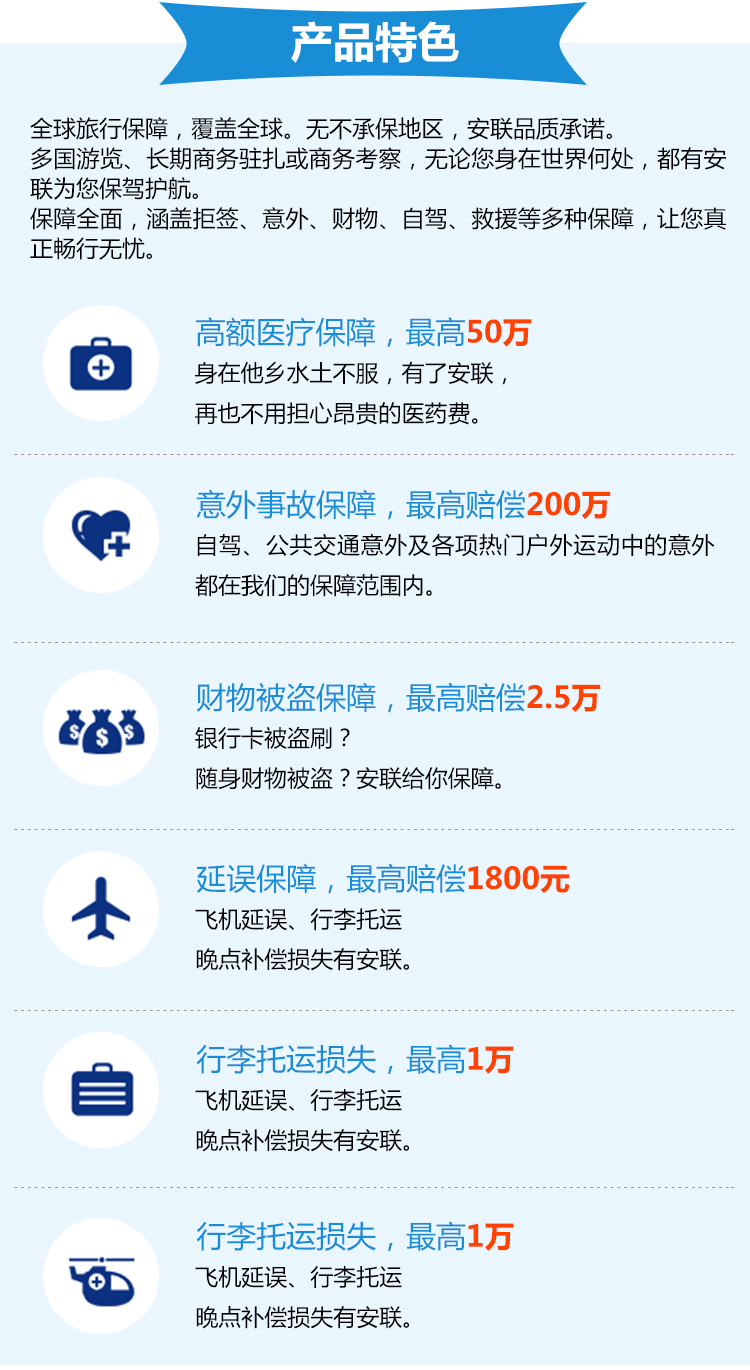 产品特色
全球旅行保障，覆盖全球。无不承保地区，安联品质承诺。
多国游览、长期商务驻扎或商务考察，无论您身在世界何处，都有安
联为您保驾护航。
保障全面，涵盖拒签、意外、财物、自驾、救援等多种保障，让您真
正畅行无忧。
高额医疗保障，最高50万
身在他乡水土不服，有了安联，
再也不用担心昂贵的医药费。
意外事故保障，最高赔偿200万
自驾、公共交通意外及各项热门户外运动中的意外
都在我们的保障范围内。
财物被盗保障，最高赔偿2.5万
银行卡被盗刷？
随身财物被盗？安联给你保障。
延误保障，最高赔偿1800元
飞机延误、行李托运
晚点补偿损失有安联。
行李托运损失，最高1万
飞机延误、行李托运
晚点补偿损失有安联。
行李托运损失，最高1万
飞机延误、行李托运
晚点补偿损失有安联。